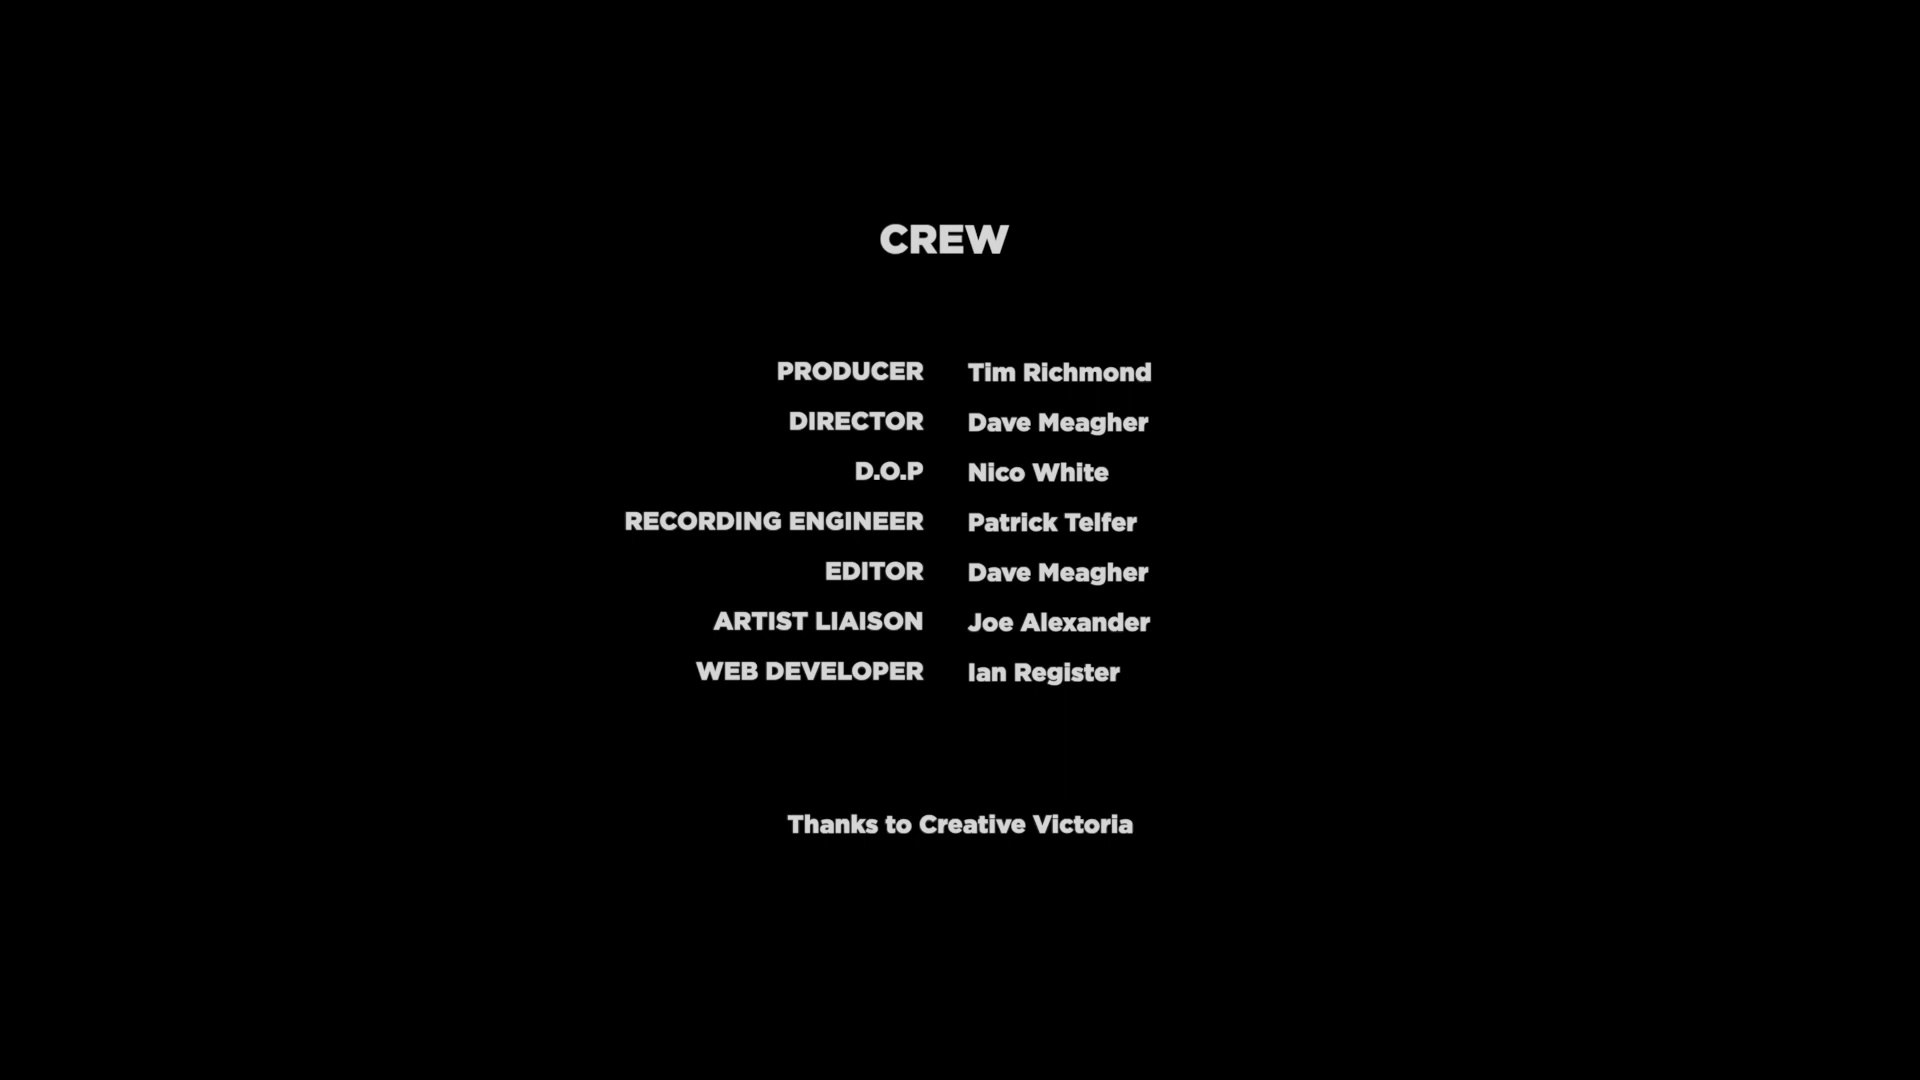 CREW
PRODUCER Tim Richmond
DIRECTOR Dave Meagher
D.O.P Nico White
RECORDING ENGINEER Patrick Telfer
EDITOR Dave Meagher
ARTIST LIAISON Joe Alexander
WEB DEVELOPER Ian Register
Thanks to Creative Victoria